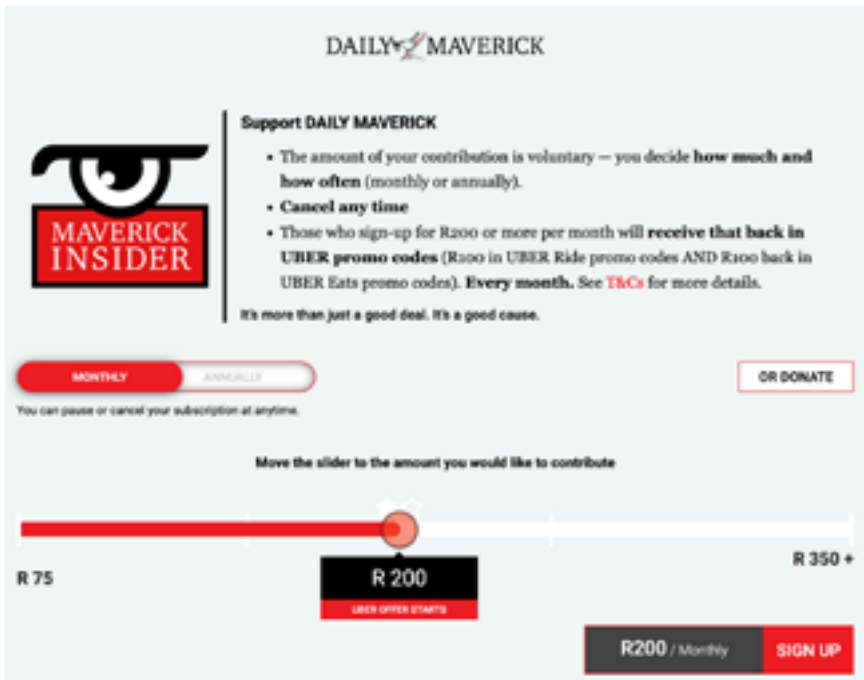 DAILY MAVERICK
Support DAILY MAVERICK
• The amount of your contribution is voluntary — you decide how much and
how often (monthly or annually).
• Cancel any time
• Those who sign-up for R200 or more per month will receive that back in
UBER promo codes (R100 in UBER Ride promo codes AND R100 back in
UBER Eats promo codes). Every month. See T&Cs for more details.
It's more than just a good deal. It's a good cause.
MAVERICK
INSIDER
MONTHLY
ANNUALLY
OR DONATE
You can pause or cancel your subscription at anytime.
Move the slider to the amount you would like to contribute
R 75
R 200
UBER OFFER STARTS
R 350 +
R200 / Monthly
SIGN UP